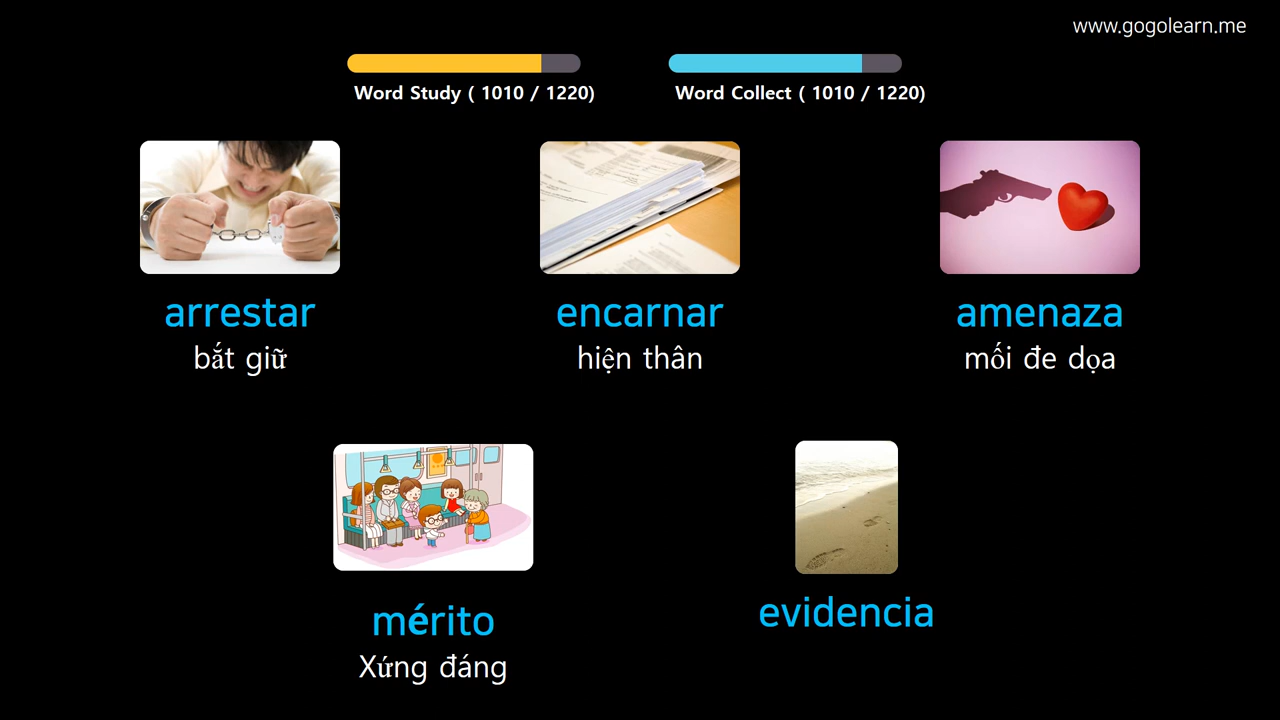 www.gogolearn.me
Word Study ( 1010 / 1220)
Word Collect ( 1010 / 1220)
arrestar
bắt giữ
encarnar
hiện thân
amenaza
mối đe dọa
mérito
Xứng đáng
evidencia